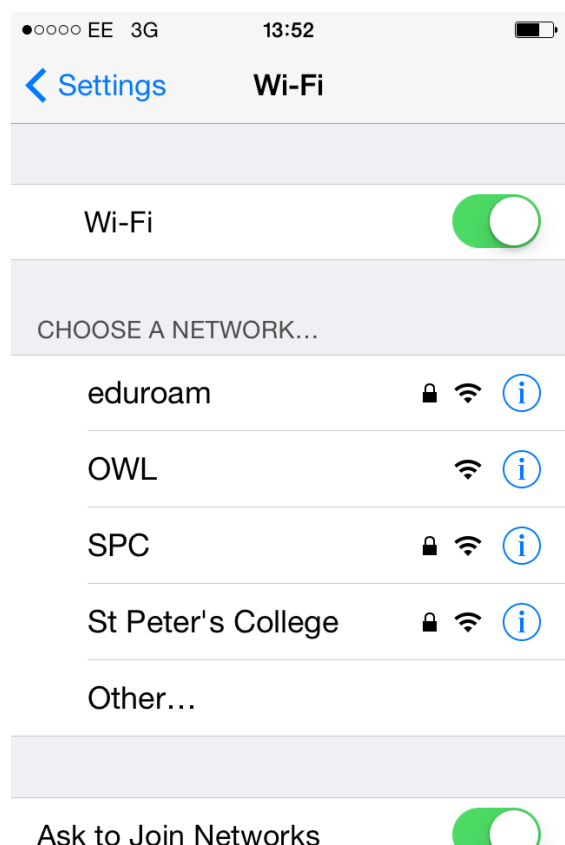 EE 3G 13:52
Settings Wi-Fi
Wi-Fi
CHOOSE A NETWORK...
eduroam
OWL
SPC
St Peter's College
Other...
Ask to Join Networks